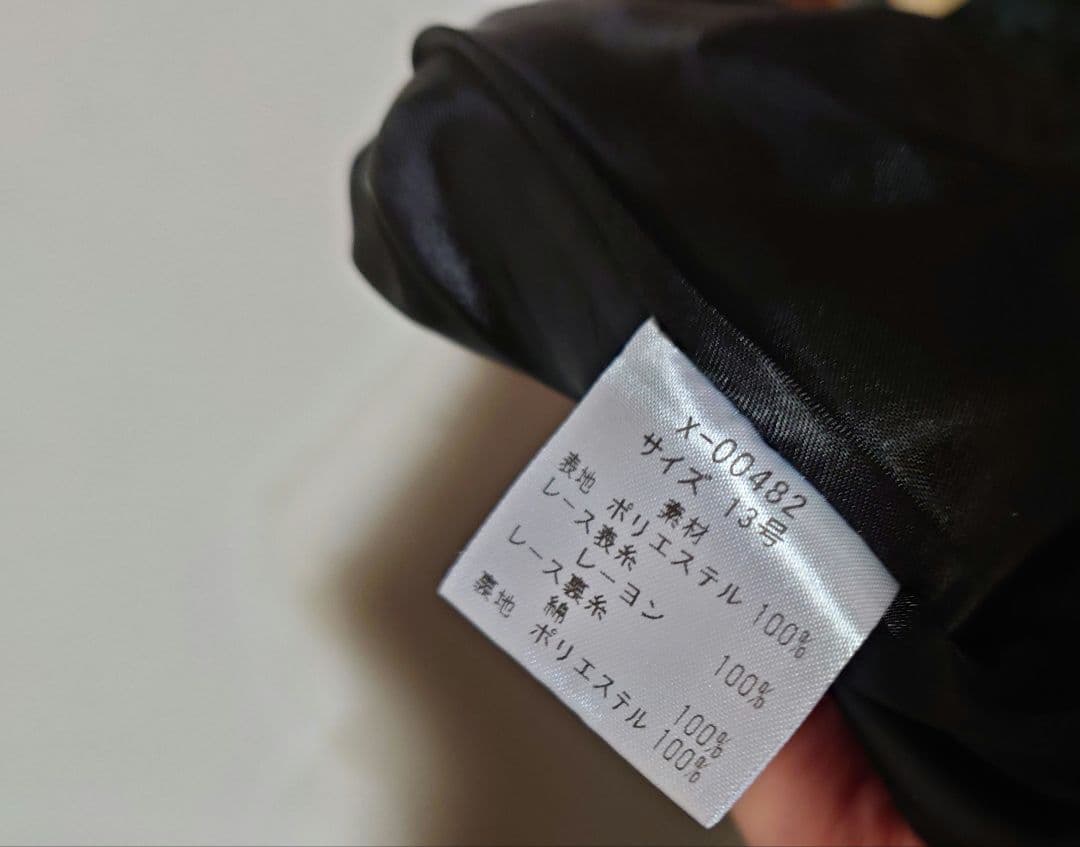 X-00482
サイズ 13号
素材
表地 ポリエステル 100%
レース表糸
レーヨン 100%
レース裏糸
綿 100%
裏地 ポリエステル 100%